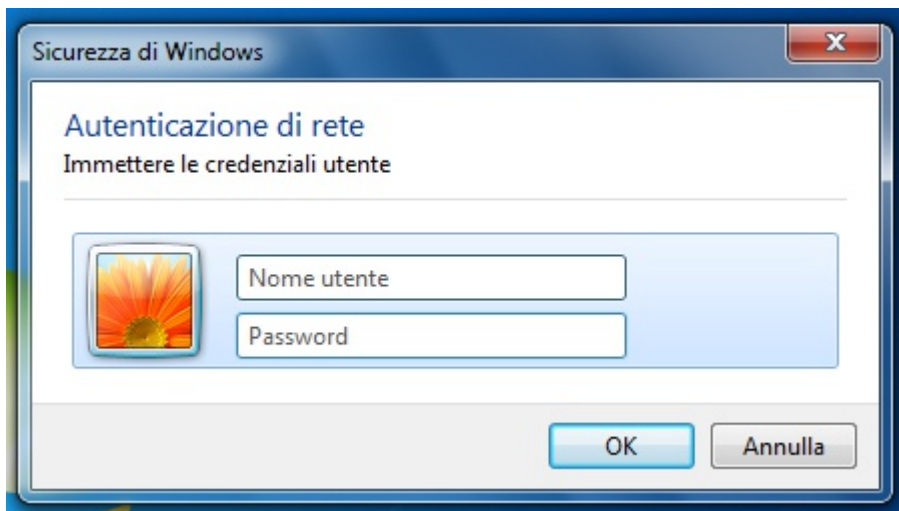 Sicurezza di Windows
Autenticazione di rete
Immettere le credenziali utente
Nome utente
Password
OK
Annulla